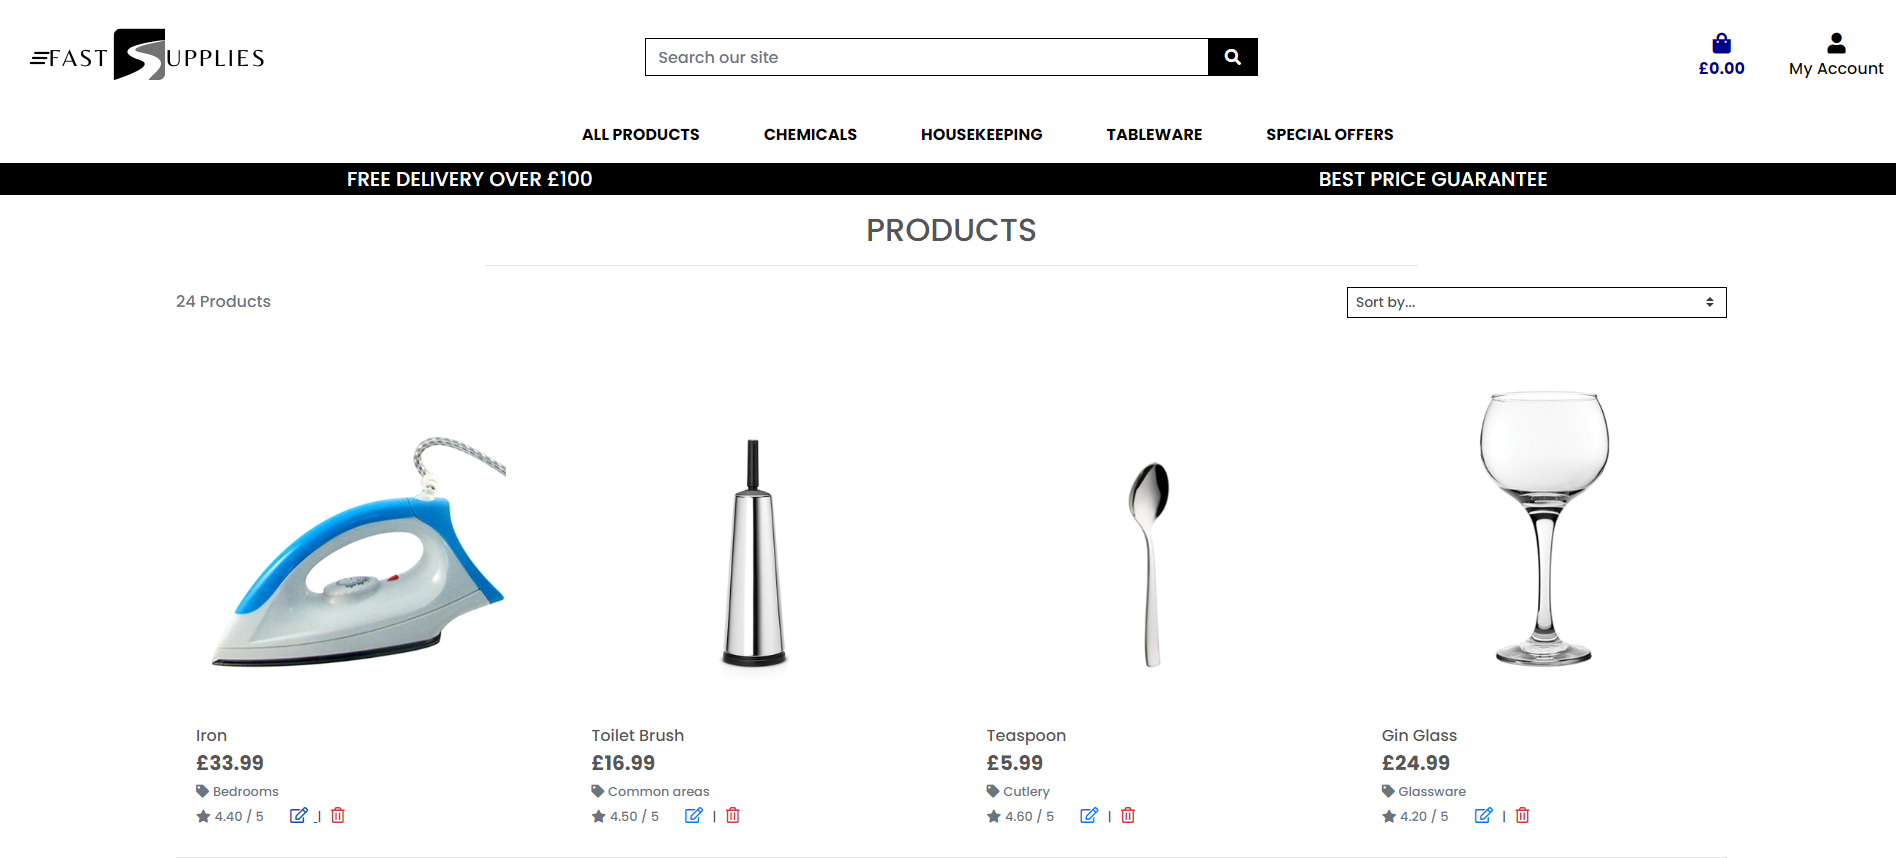 FAST SUPPLIES
Search our site
£0.00
My Account
ALL PRODUCTS
CHEMICALS
HOUSEKEEPING
TABLEWARE
SPECIAL OFFERS
FREE DELIVERY OVER £100
BEST PRICE GUARANTEE
PRODUCTS
24 Products
Sort by...
Iron
£33.99
Bedrooms
4.40 / 5 |
Toilet Brush
£16.99
Common areas
4.50 / 5 |
Teaspoon
£5.99
Cutlery
4.60 / 5 |
Gin Glass
£24.99
Glassware
4.20 / 5 |